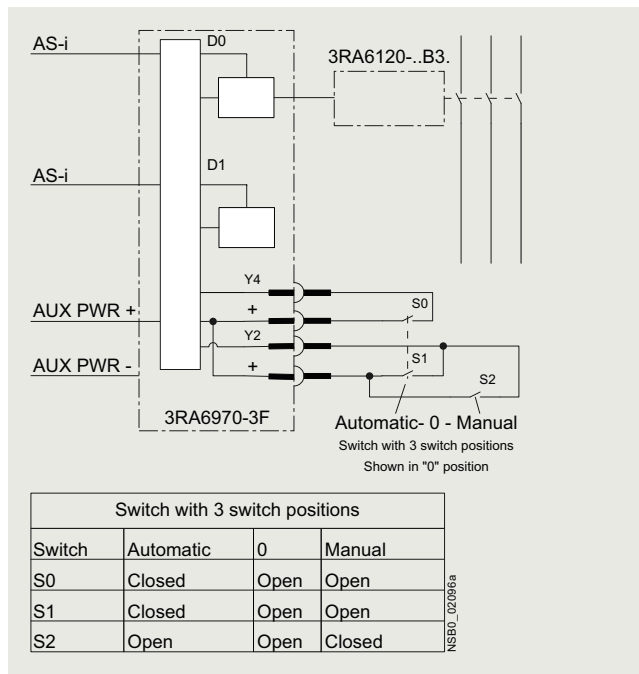 AS-i
D0
3RA6120-..B3.
AS-i
D1
Y4
S0
AUX PWR +
+
Y2
S1
AUX PWR -
+
S2
3RA6970-3F
Automatic- 0 - Manual
Switch with 3 switch positions
Shown in "0" position
Switch with 3 switch positions
Switch Automatic 0 Manual
S0 Closed Open Open
S1 Closed Open Open
S2 Open Open Closed
NSB0_02096a